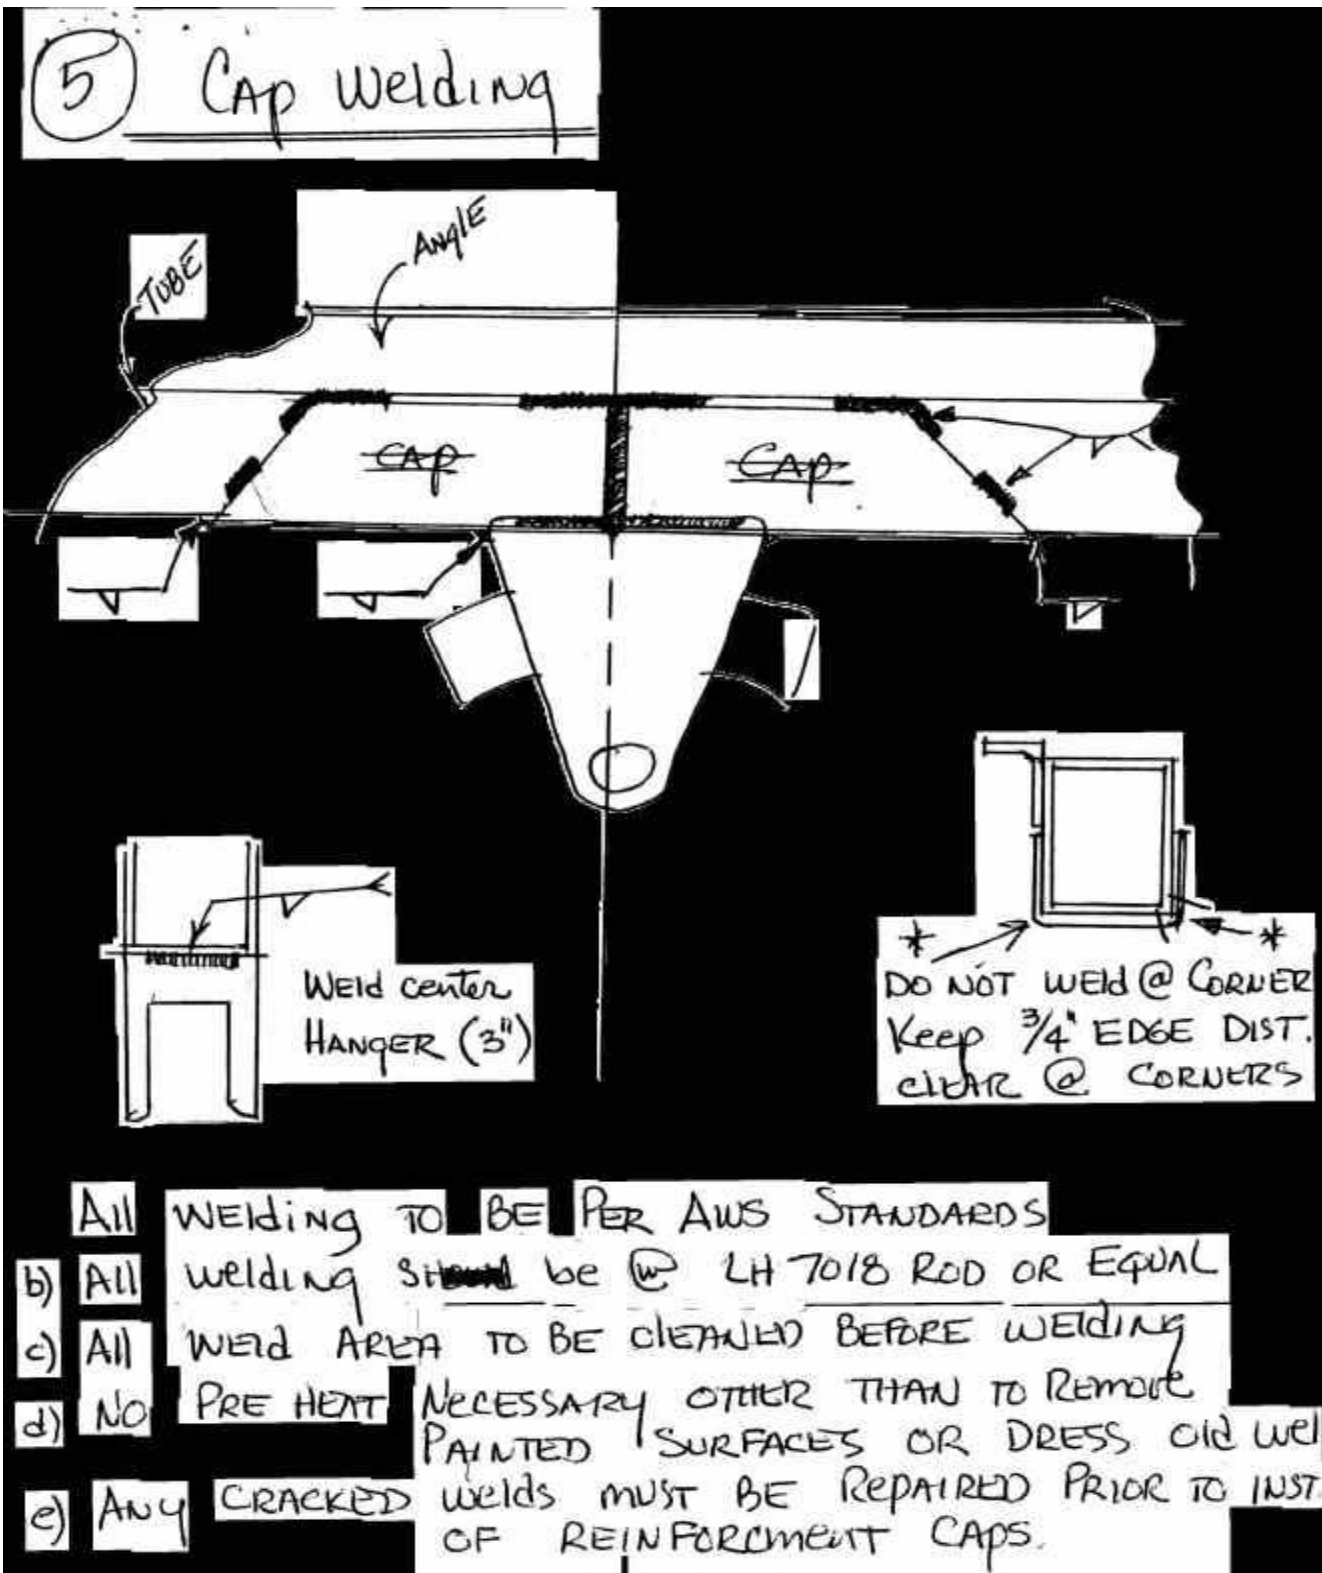 5 CAp Welding
ANglE
TUBE
CAp CAp
Weld center
HANGER (3")
* *
DO NOT Weld @ CORNER
Keep 3/4" EDGE DIST.
CLEAR @ CORNERS
All WEldiNg TO BE PER AWS STANDARDS
b) All welding be @ LH 7018 ROD OR EQUAL
c) All WEld AREA TO BE ClEANED BEFORE WElding
d) NO PRE HEAT NECESSARY OTHER THAN TO REMOVE
PAINTED SURFACES OR DRESS Old wel
e) ANY CRACKED welds MUST BE REPAIRED PRIOR TO INST.
OF REINFORCMENT CAPS.